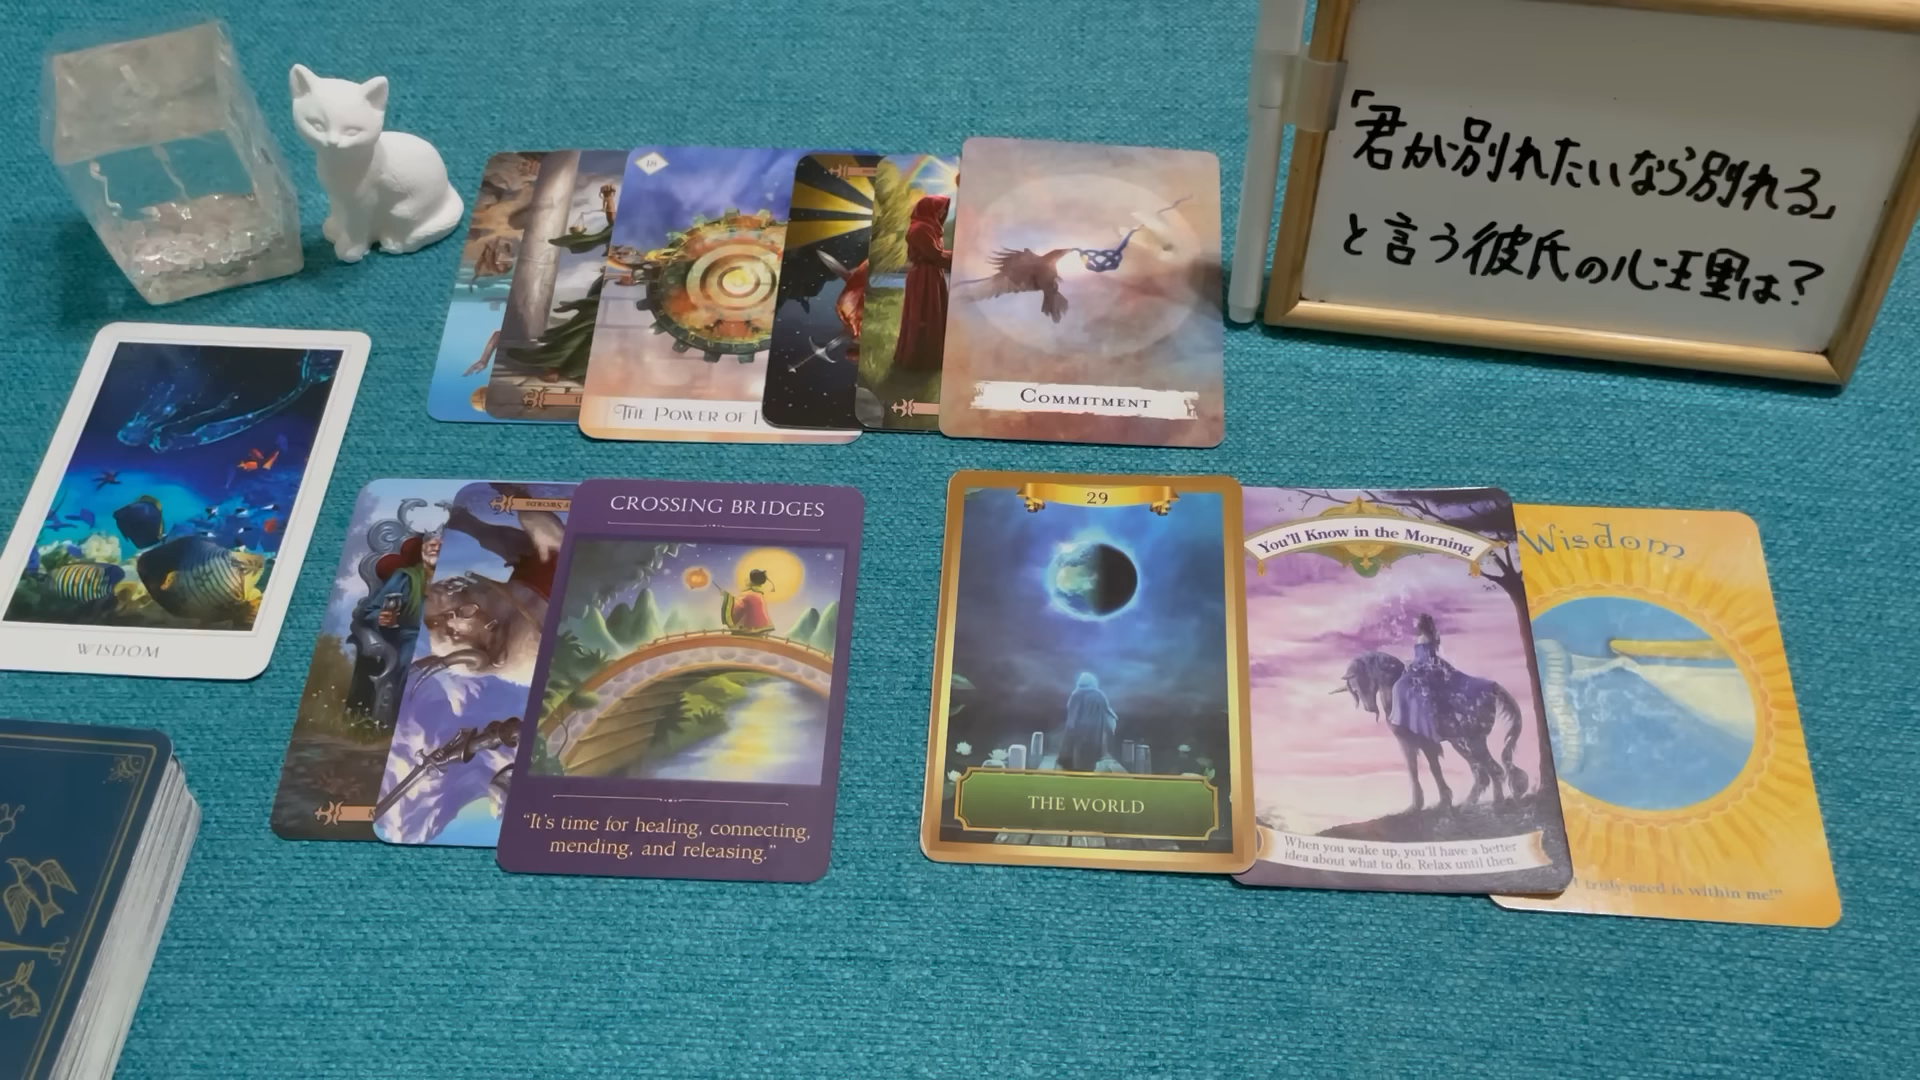 「君が別れたいなら別れる」
と言う彼氏の心理は?
18
THE POWER OF
COMMITMENT
WISDOM
CROSSING BRIDGES
"It's time for healing, connecting,
mending, and releasing."
29
THE WORLD
You'll Know in the Morning
When you wake up, you'll have a better
idea about what to do. Relax until then.
Wisdom
I truly need is within me!"